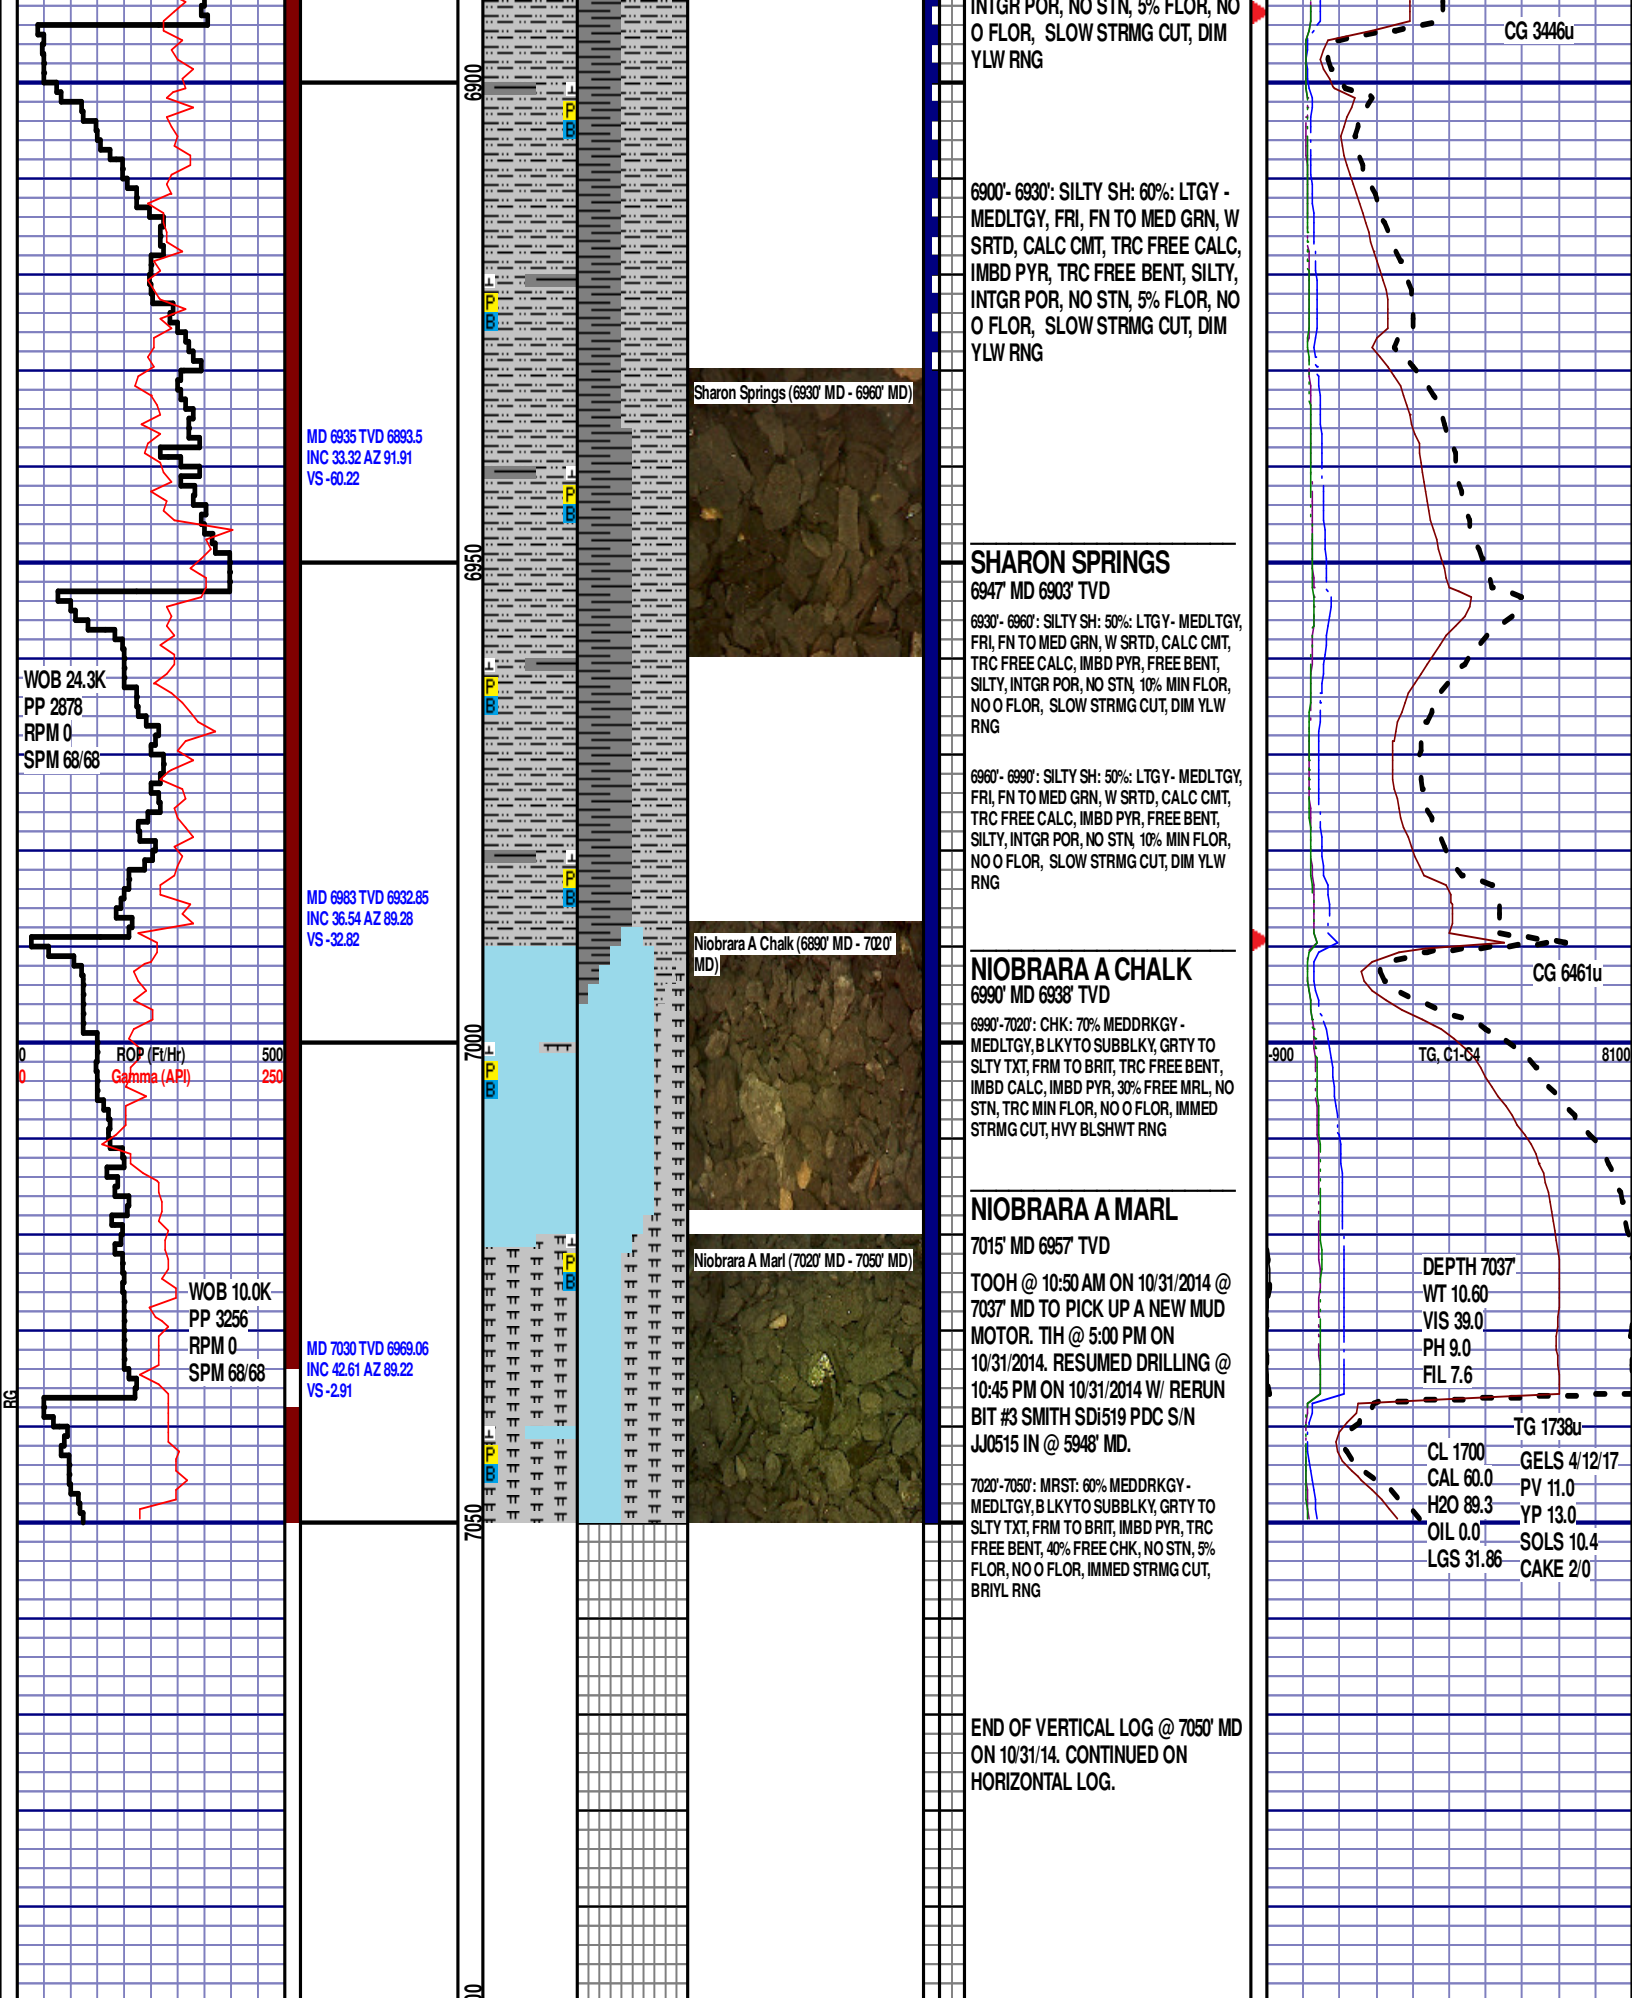 INTGR POR, NO STN, 5% FLOR, NO
O FLOR, SLOW STRMG CUT, DIM
YLW RNG
CG 3446u
6900
P
B
6900'- 6930': SILTY SH: 60%: LTGY -
MEDLTGY, FRI, FN TO MED GRN, W
SRTD, CALC CMT, TRC FREE CALC,
IMBD PYR, TRC FREE BENT, SILTY,
INTGR POR, NO STN, 5% FLOR, NO
O FLOR, SLOW STRMG CUT, DIM
YLW RNG
P
B
Sharon Springs (6930' MD - 6960' MD)
MD 6935 TVD 6893.5
INC 33.32 AZ 91.91
VS -60.22
P
B
6950
SHARON SPRINGS
6947' MD 6903' TVD
6930'- 6960': SILTY SH: 50%: LTGY - MEDLTGY,
FRI, FN TO MED GRN, W SRTD, CALC CMT,
TRC FREE CALC, IMBD PYR, FREE BENT,
SILTY, INTGR POR, NO STN, 10% MIN FLOR,
NO O FLOR, SLOW STRMG CUT, DIM YLW
RNG
P
B
WOB 24.3K
PP 2878
RPM 0
SPM 68/68
6960'- 6990': SILTY SH: 50%: LTGY - MEDLTGY,
FRI, FN TO MED GRN, W SRTD, CALC CMT,
TRC FREE CALC, IMBD PYR, FREE BENT,
SILTY, INTGR POR, NO STN, 10% MIN FLOR,
NO O FLOR, SLOW STRMG CUT, DIM YLW
RNG
P
B
MD 6983 TVD 6932.85
INC 36.54 AZ 89.28
VS -32.82
Niobrara A Chalk (6890' MD - 7020'
MD)
NIOBRARA A CHALK
6990' MD 6938' TVD
CG 6461u
6990'-7020': CHK: 70% MEDDRKGY -
MEDLTGY, BLKY TO SUBBLKY, GRTY TO
SLTY TXT, FRM TO BRIT, TRC FREE BENT,
IMBD CALC, IMBD PYR, 30% FREE MRL, NO
STN, TRC MIN FLOR, NO O FLOR, IMMED
STRMG CUT, HVY BLSHWT RNG
7000
0 ROP (Ft/Hr) 500
0 Gamma (API) 250
P
B
-900 TG, C1-C4 8100
NIOBRARA A MARL
7015' MD 6957' TVD
TOOH @ 10:50 AM ON 10/31/2014 @
7037' MD TO PICK UP A NEW MUD
MOTOR. TIH @ 5:00 PM ON
10/31/2014. RESUMED DRILLING @
10:45 PM ON 10/31/2014 W/ RERUN
BIT #3 SMITH SDi519 PDC S/N
JJ0515 IN @ 5948' MD.
P
B
Niobrara A Marl (7020' MD - 7050' MD)
WOB 10.0K
PP 3256
RPM 0
SPM 68/68
MD 7030 TVD 6969.06
INC 42.61 AZ 89.22
VS -2.91
DEPTH 7037'
WT 10.60
VIS 39.0
PH 9.0
FIL 7.6
RG
P
B
7020'-7050': MRST: 60% MEDDRKGY -
MEDLTGY, BLKY TO SUBBLKY, GRTY TO
SLTY TXT, FRM TO BRIT, IMBD PYR, TRC
FREE BENT, 40% FREE CHK, NO STN, 5%
FLOR, NO O FLOR, IMMED STRMG CUT,
BRIYL RNG
TG 1738u
CL 1700
CAL 60.0
H2O 89.3
OIL 0.0
LGS 31.86
GELS 4/12/17
PV 11.0
YP 13.0
SOLS 10.4
CAKE 2/0
7050
END OF VERTICAL LOG @ 7050' MD
ON 10/31/14. CONTINUED ON
HORIZONTAL LOG.